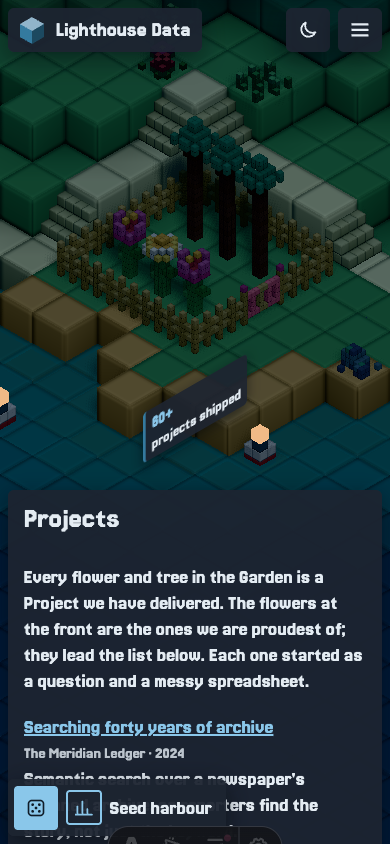 Lighthouse Data
80+
projects shipped
Projects
Every flower and tree in the Garden is a
Project we have delivered. The flowers at
the front are the ones we are proudest of;
they lead the list below. Each one started as
a question and a messy spreadsheet.
Searching forty years of archive
The Meridian Ledger · 2024
Semantic search over a newspaper's
find the
Seed harbour